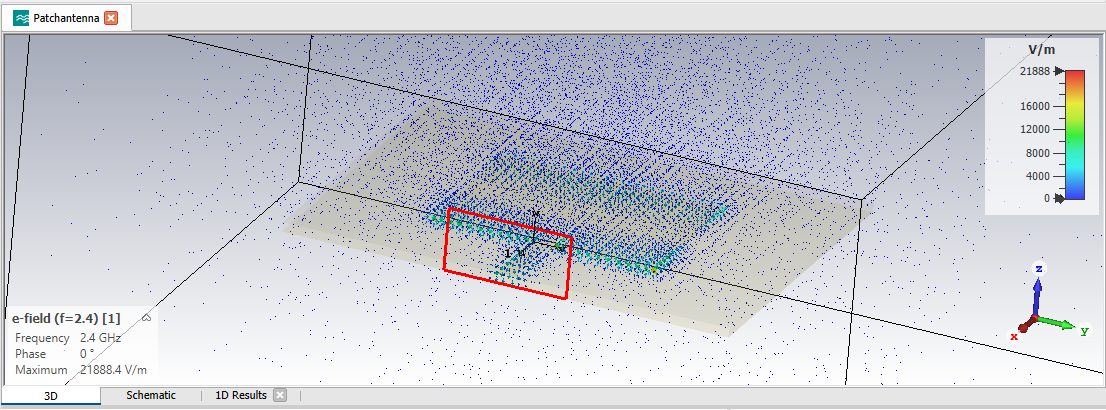 Patchantenna
V/m
21888
16000
12000
8000
4000
0
1
z
y
x
e-field (f=2.4) [1]
Frequency 2.4 GHz
Phase 0 °
Maximum 21888.4 V/m
3D Schematic 1D Results